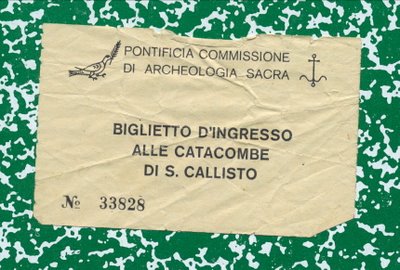 PONTIFICIA COMMISSIONE
DI ARCHEOLOGIA SACRA
BIGLIETTO D'INGRESSO
ALLE CATACOMBE
DI S. CALLISTO
№ 33828